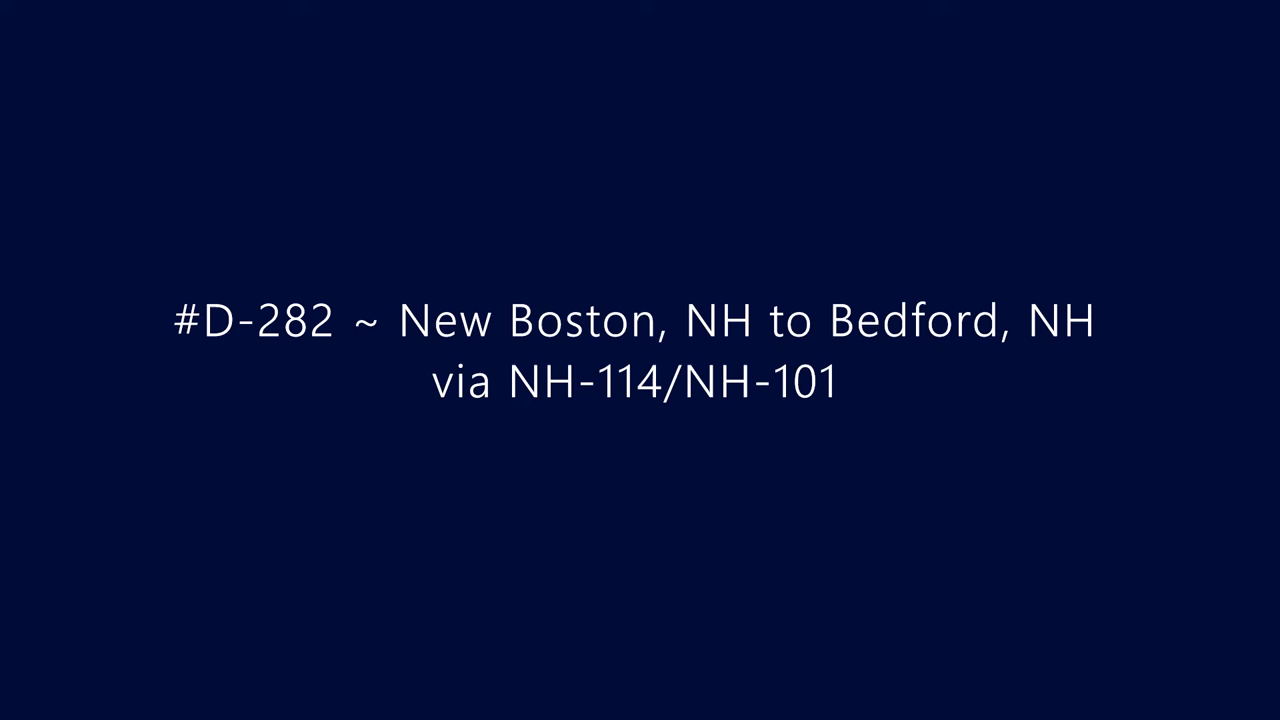 #D-282 ~ New Boston, NH to Bedford, NH
via NH-114/NH-101